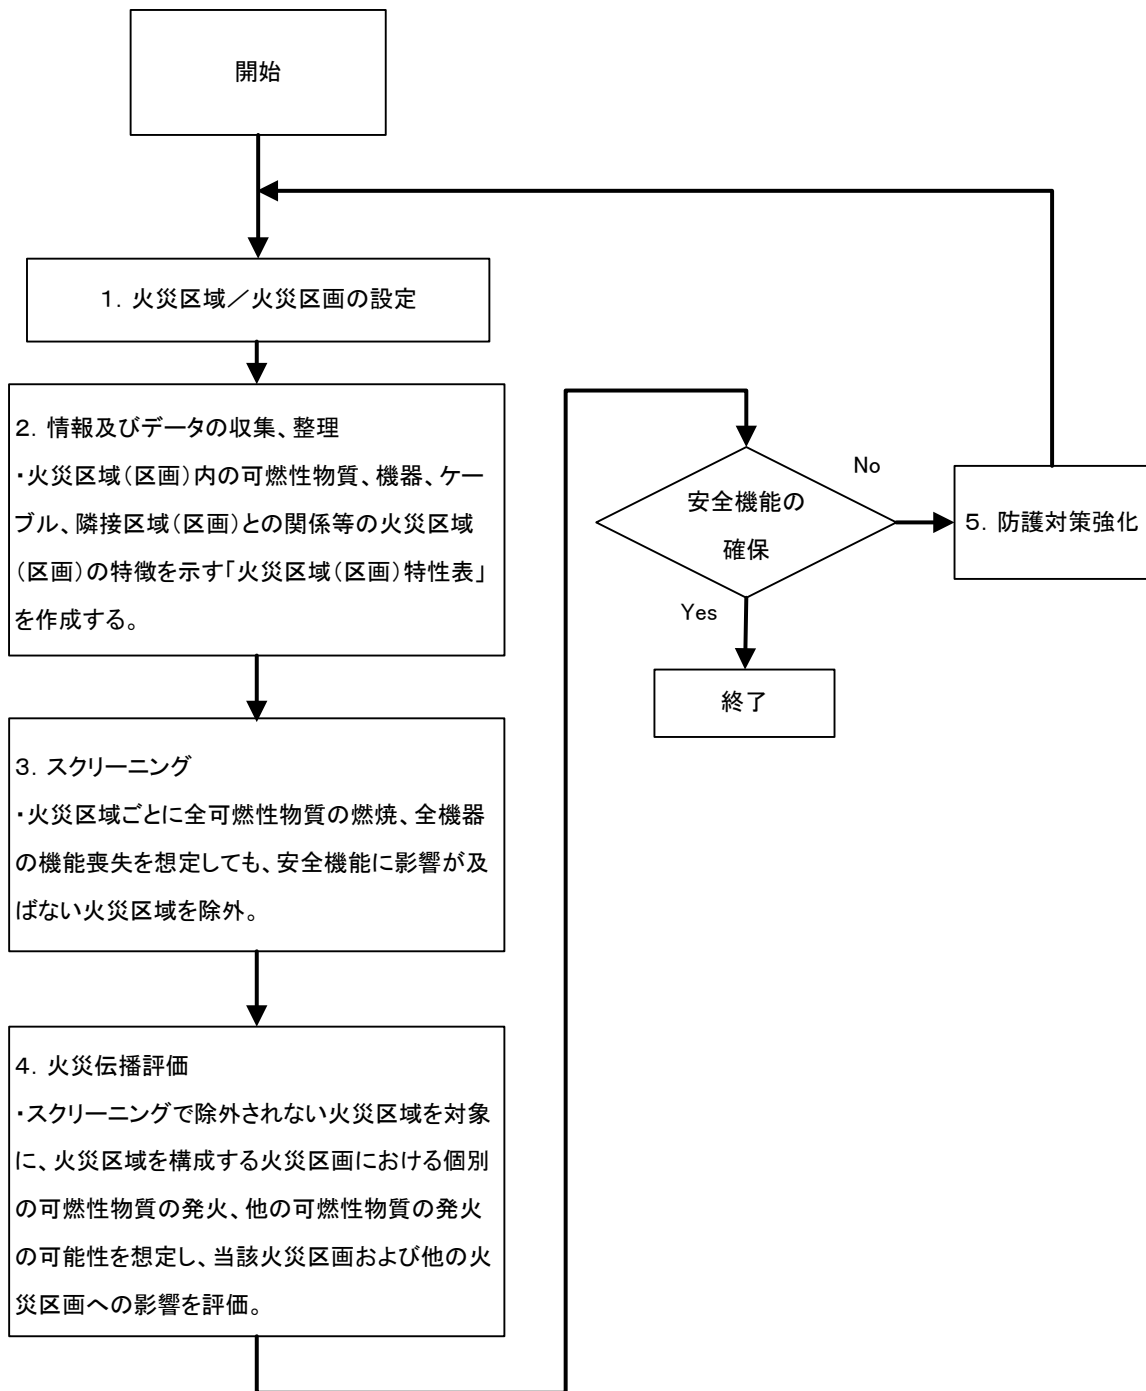 開始
1．火災区域／火災区画の設定
2．情報及びデータの収集、整理
・火災区域（区画）内の可燃性物質、機器、ケー
ブル、隣接区域（区画）との関係等の火災区域
（区画）の特徴を示す「火災区域（区画）特性表」
を作成する。
3．スクリーニング
・火災区域ごとに全可燃性物質の燃焼、全機器
の機能喪失を想定しても、安全機能に影響が及
ばない火災区域を除外。
4．火災伝播評価
・スクリーニングで除外されない火災区域を対象
に、火災区域を構成する火災区画における個別
の可燃性物質の発火、他の可燃性物質の発火
の可能性を想定し、当該火災区画および他の火
災区画への影響を評価。
安全機能の
確保
No
Yes
5．防護対策強化
終了